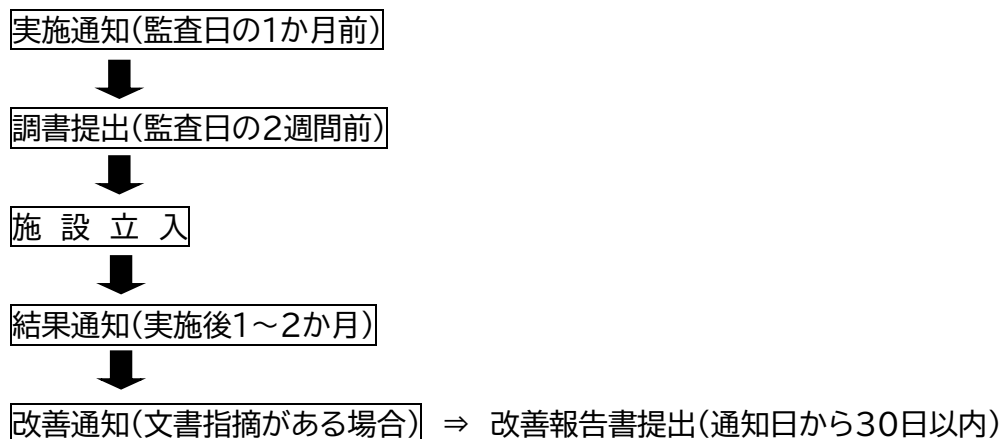 実施通知(監査日の1か月前)
調書提出(監査日の2週間前)
施 設 立 入
結果通知(実施後1～2か月)
改善通知(文書指摘がある場合) ⇒ 改善報告書提出(通知日から30日以内)